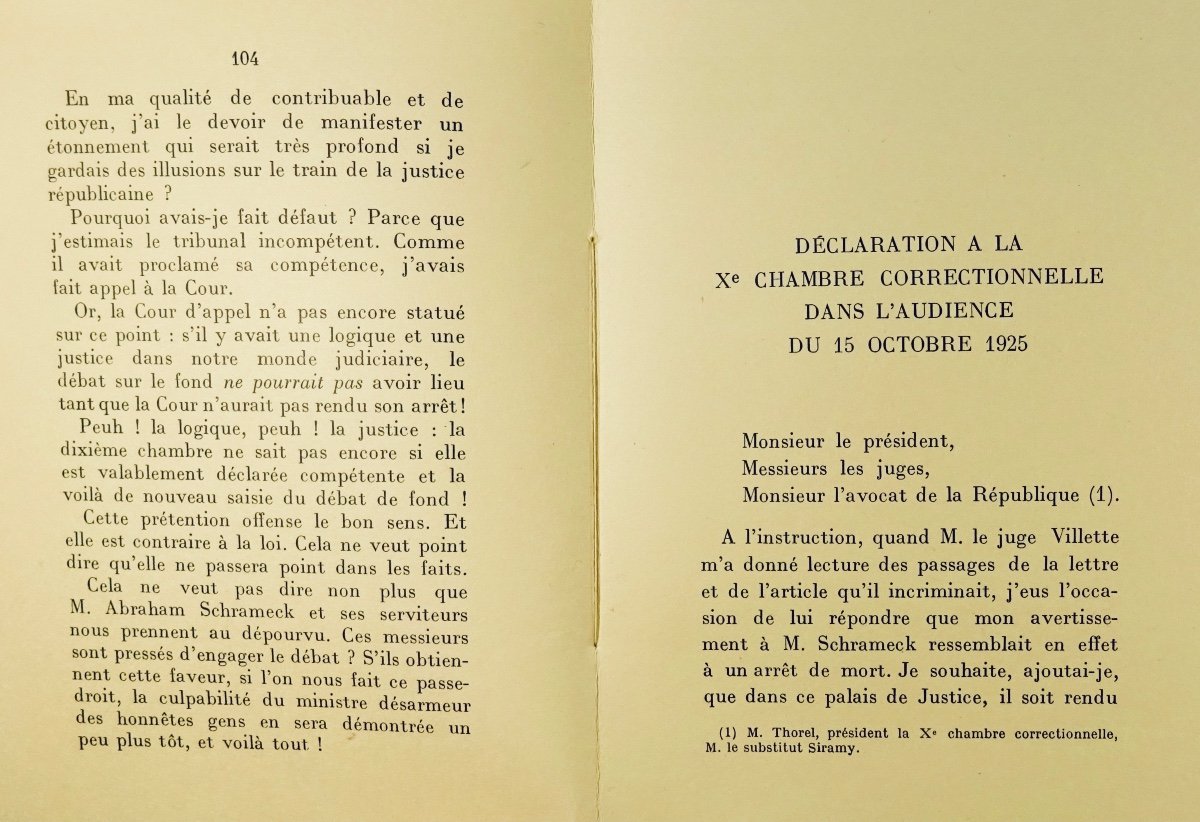 104
En ma qualité de contribuable et de
citoyen, j'ai le devoir de manifester un
étonnement qui serait très profond si je
gardais des illusions sur le train de la justice
républicaine ?
Pourquoi avais-je fait défaut ? Parce que
j'estimais le tribunal incompétent. Comme
il avait proclamé sa compétence, j'avais
fait appel à la Cour.
Or, la Cour d'appel n'a pas encore statué
sur ce point : s'il y avait une logique et une
justice dans notre monde judiciaire, le
débat sur le fond ne pourrait pas avoir lieu
tant que la Cour n'aurait pas rendu son arrêt!
Peuh ! la logique, peuh ! la justice : la
dixième chambre ne sait pas encore si elle
est valablement déclarée compétente et la
voilà de nouveau saisie du débat de fond !
Cette prétention offense le bon sens. Et
elle est contraire à la loi. Cela ne veut point
dire qu'elle ne passera point dans les faits.
Cela ne veut pas dire non plus que
M. Abraham Schrameck et ses serviteurs
nous prennent au dépourvu. Ces messieurs
sont pressés d'engager le débat ? S'ils obtien-
nent cette faveur, si l'on nous fait ce passe-
droit, la culpabilité du ministre désarmeur
des honnêtes gens en sera démontrée un
peu plus tôt, et voilà tout !
DÉCLARATION A LA
Xe CHAMBRE CORRECTIONNELLE
DANS L'AUDIENCE
DU 15 OCTOBRE 1925
Monsieur le président,
Messieurs les juges,
Monsieur l'avocat de la République (1).
A l'instruction, quand M. le juge Villette
m'a donné lecture des passages de la lettre
et de l'article qu'il incriminait, j'eus l'occa-
sion de lui répondre que mon avertisse-
ment à M. Schrameck ressemblait en effet
à un arrêt de mort. Je souhaite, ajoutai-je,
que dans ce palais de Justice, il soit rendu
(1) M. Thorel, président la Xe chambre correctionnelle,
M. le substitut Siramy.